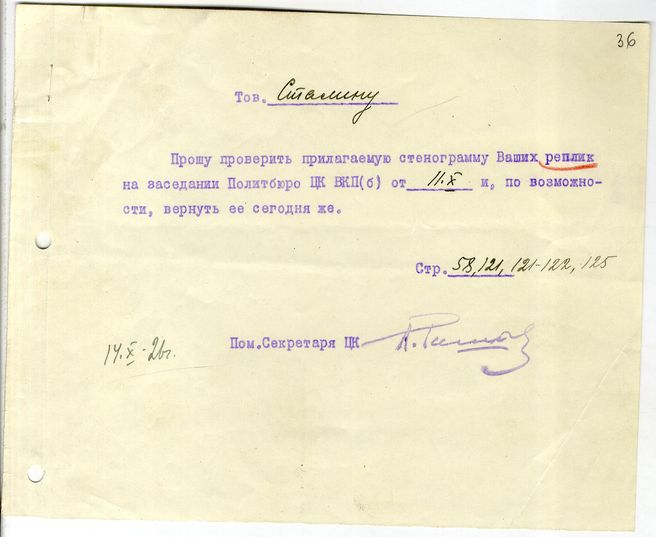 36
Тов. Сталину
Прошу проверить прилагаемую стенограмму Ваших реплик
на заседании Политбюро ЦК ВКП(б) от 11.X и, по возможно-
сти, вернуть ее сегодня же.
Стр. 58, 121, 121-122, 125
Пом.Секретаря ЦК
14.X-26г.